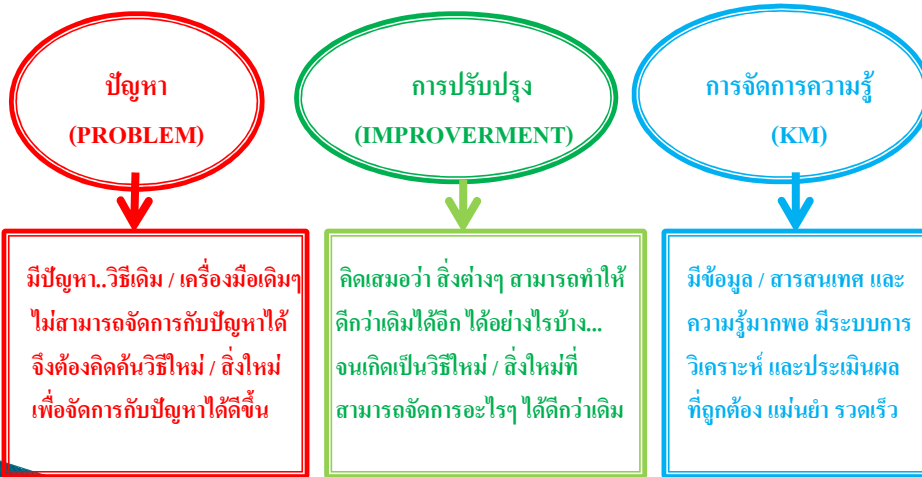 ปัญหา
(PROBLEM)
มีปัญหา..วิธีเดิม / เครื่องมือเดิมๆ
ไม่สามารถจัดการกับปัญหาได้
จึงต้องคิดค้นวิธีใหม่ / สิ่งใหม่
เพื่อจัดการกับปัญหาได้ดีขึ้น
การปรับปรุง
(IMPROVERMENT)
คิดเสมอว่า สิ่งต่างๆ สามารถทำให้
ดีกว่าเดิมได้อีก ได้อย่างไรบ้าง...
จนเกิดเป็นวิธีใหม่ / สิ่งใหม่ที่
สามารถจัดการอะไรๆ ได้ดีกว่าเดิม
การจัดการความรู้
(KM)
มีข้อมูล / สารสนเทศ และ
ความรู้มากพอ มีระบบการ
วิเคราะห์ และประเมินผล
ที่ถูกต้อง แม่นยำ รวดเร็ว